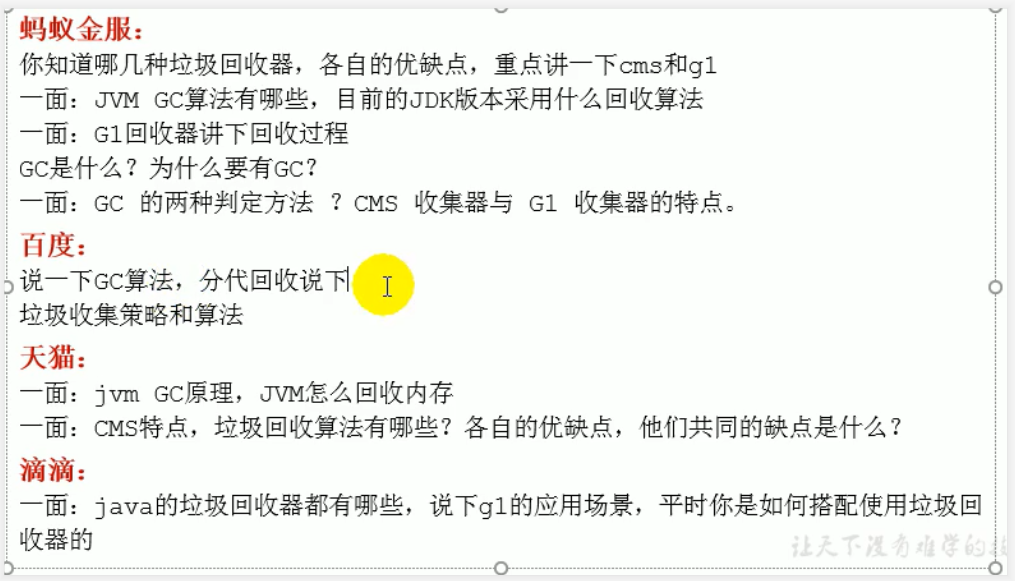 蚂蚁金服：
你知道哪几种垃圾回收器，各自的优缺点，重点讲一下cms和g1
一面：JVM GC算法有哪些，目前的JDK版本采用什么回收算法
一面：G1回收器讲下回收过程
GC是什么？为什么要有GC？
一面：GC 的两种判定方法 ？CMS 收集器与 G1 收集器的特点。
百度：
说一下GC算法，分代回收说下
垃圾收集策略和算法
天猫：
一面：jvm GC原理，JVM怎么回收内存
一面：CMS特点，垃圾回收算法有哪些？各自的优缺点，他们共同的缺点是什么？
滴滴：
一面：java的垃圾回收器都有哪些，说下g1的应用场景，平时你是如何搭配使用垃圾回
收器的
让天下没有难学的技